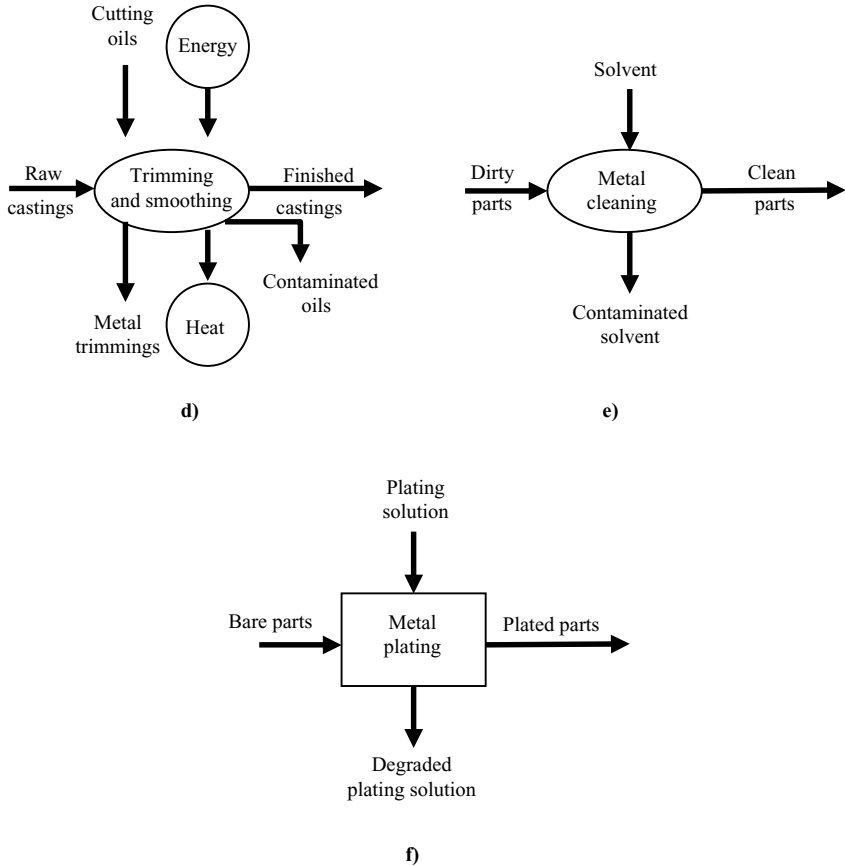 Cutting
oils
Energy
Raw
castings
Trimming
and smoothing
Finished
castings
Metal
trimmings
Heat
Contaminated
oils
d)
Solvent
Dirty
parts
Metal
cleaning
Clean
parts
Contaminated
solvent
e)
Plating
solution
Bare parts
Metal
plating
Plated parts
Degraded
plating solution
f)